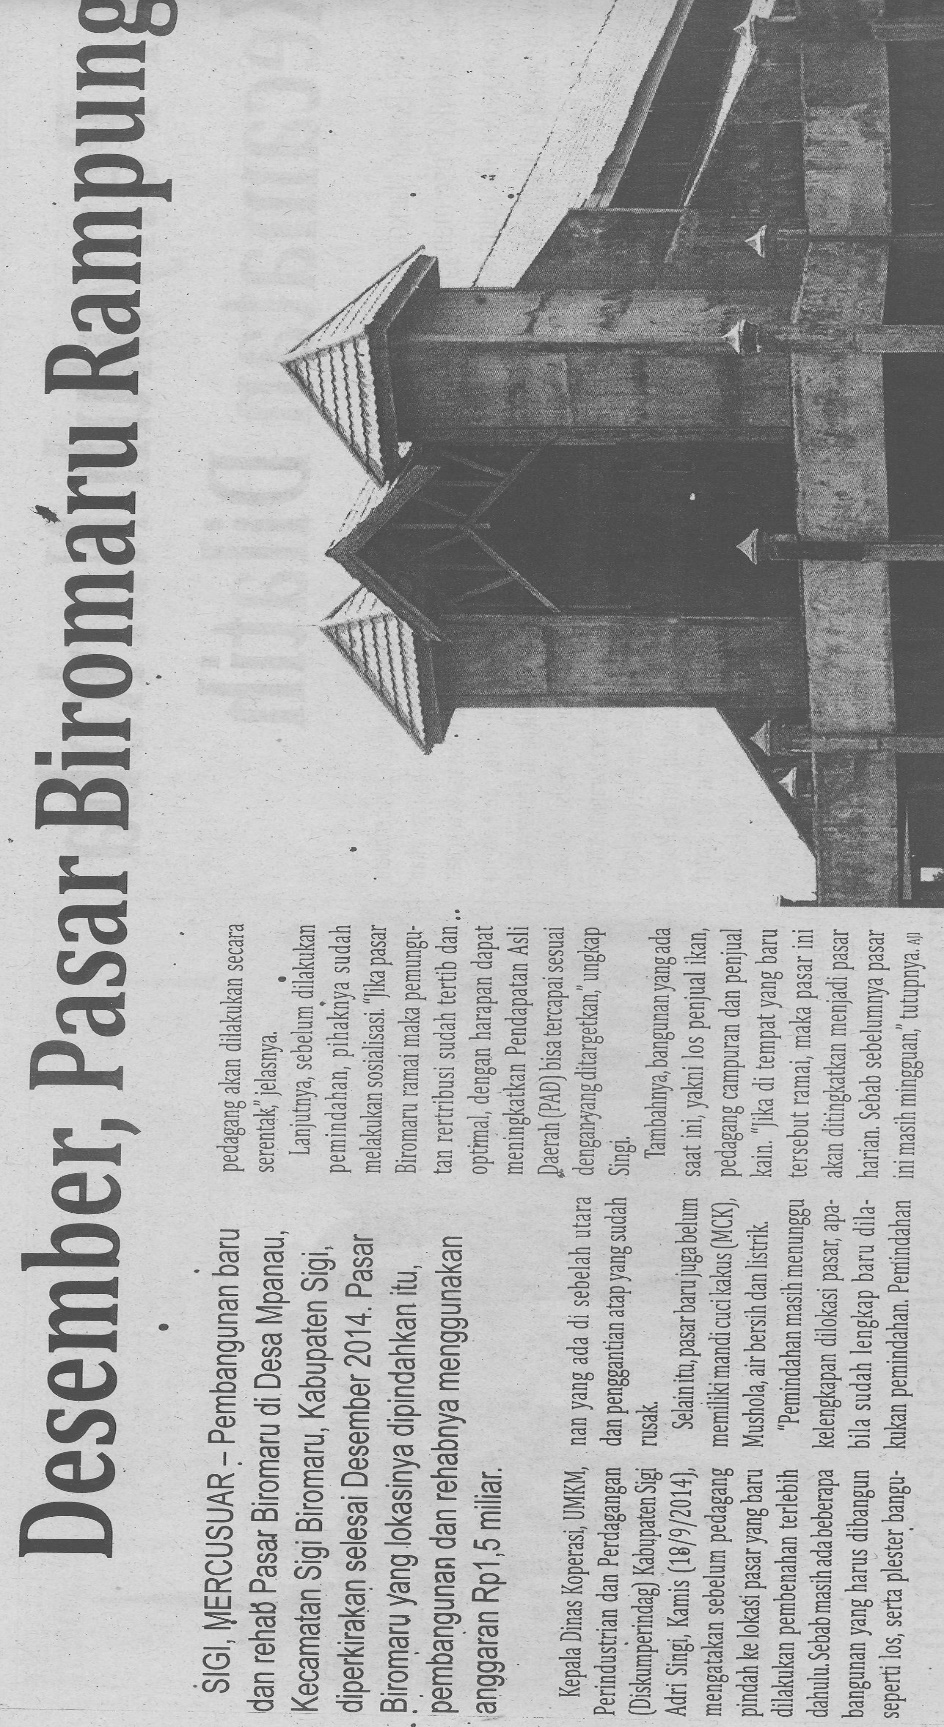 Desember, Pasar Biromaru Rampung
SIGI, MERCUSUAR – Pembangunan baru
dan rehab Pasar Biromaru di Desa Mpanau,
Kecamatan Sigi Biromaru, Kabupaten Sigi,
diperkirakan selesai Desember 2014. Pasar
Biromaru yang lokasinya dipindahkan itu,
pembangunan dan rehabnya menggunakan
anggaran Rp1,5 miliar.
Kepala Dinas Koperasi, UMKM,
Perindustrian dan Perdagangan
(Diskumperindag) Kabupaten Sigi
Adri Singi, Kamis (18/9/2014),
mengatakan sebelum pedagang
pindah ke lokasi pasar yang baru
dilakukan pembenahan terlebih
dahulu. Sebab masih ada beberapa
bangunan yang harus dibangun
seperti los, serta plester bangu-
nan yang ada di sebelah utara
dan penggantian atap yang sudah
rusak.
Selain itu, pasar baru juga belum
memiliki mandi cuci kakus (MCK),
Mushola, air bersih dan listrik.
"Pemindahan masih menunggu
kelengkapan dilokasi pasar, apa-
bila sudah lengkap baru dila-
kukan pemindahan. Pemindahan
pedagang akan dilakukan secara
serentak," jelasnya.
Lanjutnya, sebelum dilakukan
pemindahan, pihaknya sudah
melakukan sosialisasi. "Jika pasar
Biromaru ramai maka pemungu-
tan rertribusi sudah tertib dan
optimal, dengan harapan dapat
meningkatkan Pendapatan Asli
Daerah (PAD) bisa tercapai sesuai
dengan yang ditargetkan," ungkap
Singi.
Tambahnya, bangunan yang ada
saat ini, yakni los penjual ikan,
pedagang campuran dan penjual
kain. "Jika di tempat yang baru
tersebut ramai, maka pasar ini
akan ditingkatkan menjadi pasar
harian. Sebab sebelumnya pasar
ini masih mingguan," tutupnya. AJI